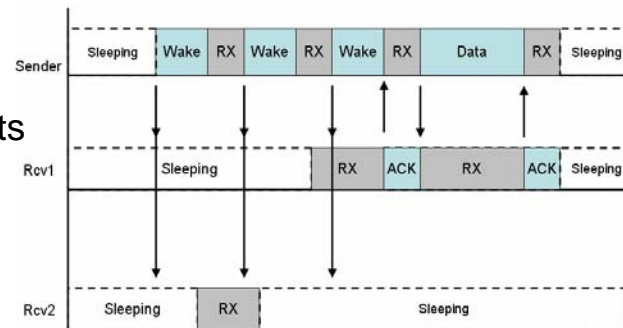 Sleeping Wake RX Wake RX Wake RX Data RX Sleeping
Sender
ts
Rcv1 Sleeping RX ACK RX ACK Sleeping
Rcv2 Sleeping RX Sleeping